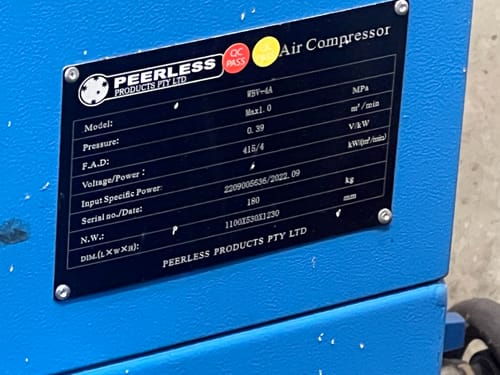 PEERLESS
PRODUCTS PTY LTD
QC
PASS
Air Compressor
Model: WBV-4A
Pressure: Max1.0 MPa
F.A.D: 0.39 m³/min
Voltage/Power: 415/4 V/kW
Input Specific Power: kW(m³/min)
Serial no./Date: 2209005636/2022.09
N.W.: 180 kg
DIM.(L×W×H): 1100X530X1230 mm
PEERLESS PRODUCTS PTY LTD